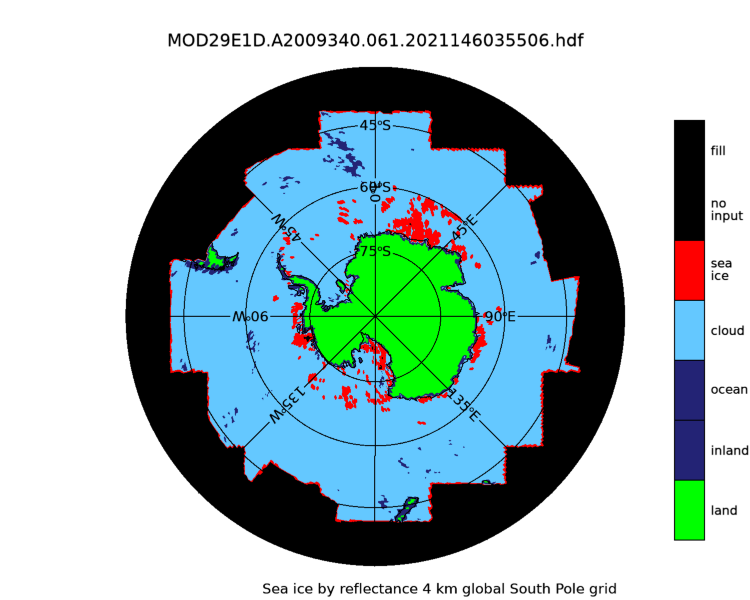 MOD29E1D.A2009340.061.2021146035506.hdf
45°S
60°S
0°
45°W
45°E
75°S
90°W
90°E
135°W
135°E
fill
no
input
sea
ice
cloud
ocean
inland
land
Sea ice by reflectance 4 km global South Pole grid